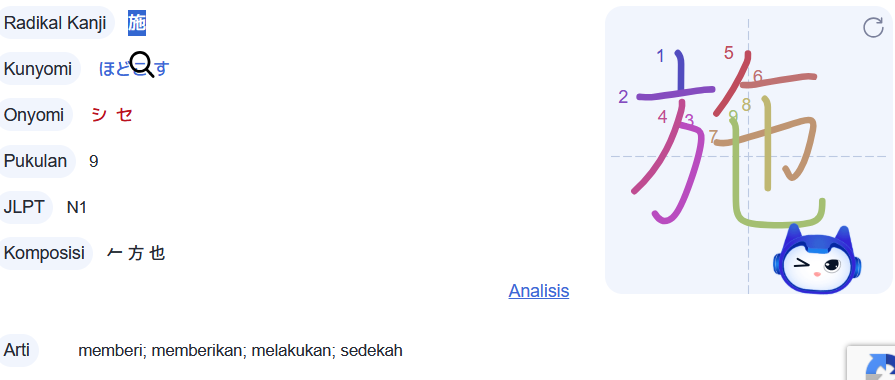 Radikal Kanji 施
Kunyomi ほどこす
Onyomi シ セ
Pukulan 9
JLPT N1
Komposisi 𠂉 方 也
Analisis
Arti memberi; memberikan; melakukan; sedekah
施
1
2
3
4
5
6
7
8
9